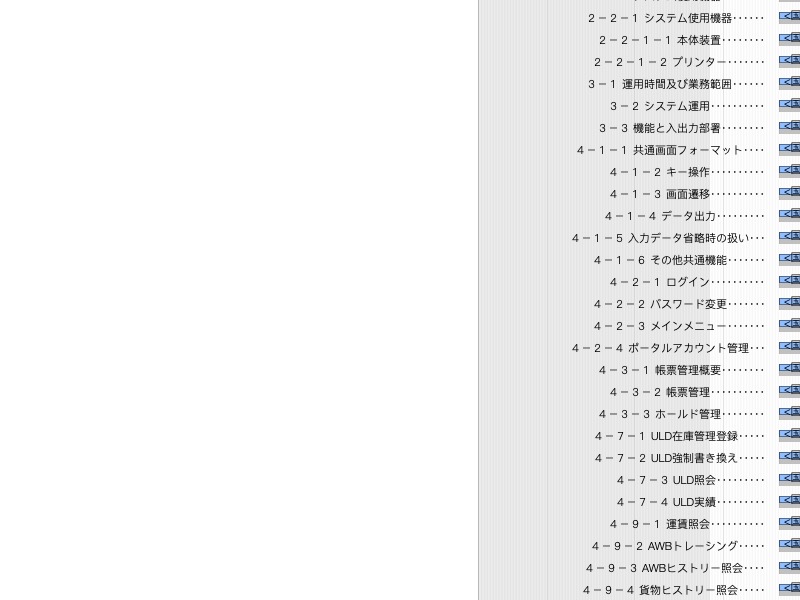 ２－２－１ システム使用機器‥‥‥
２－２－１－１ 本体装置‥‥‥‥
２－２－１－２ プリンター‥‥‥‥
３－１ 運用時間及び業務範囲‥‥‥
３－２ システム運用‥‥‥‥‥
３－３ 機能と入出力部署‥‥‥‥
４－１－１ 共通画面フォーマット‥‥
４－１－２ キー操作‥‥‥‥‥
４－１－３ 画面遷移‥‥‥‥‥
４－１－４ データ出力‥‥‥‥‥
４－１－５ 入力データ省略時の扱い‥‥
４－１－６ その他共通機能‥‥‥‥
４－２－１ ログイン‥‥‥‥‥
４－２－２ パスワード変更‥‥‥‥
４－２－３ メインメニュー‥‥‥‥
４－２－４ ポータルアカウント管理‥‥
４－３－１ 帳票管理概要‥‥‥‥
４－３－２ 帳票管理‥‥‥‥‥
４－３－３ ホールド管理‥‥‥‥
４－７－１ ULD在庫管理登録‥‥‥
４－７－２ ULD強制書き換え‥‥‥
４－７－３ ULD照会‥‥‥‥‥
４－７－４ ULD実績‥‥‥‥‥
４－９－１ 運賃照会‥‥‥‥‥
４－９－２ AWBトレーシング‥‥‥
４－９－３ AWBヒストリー照会‥‥
４－９－４ 貨物ヒストリー照会‥‥‥